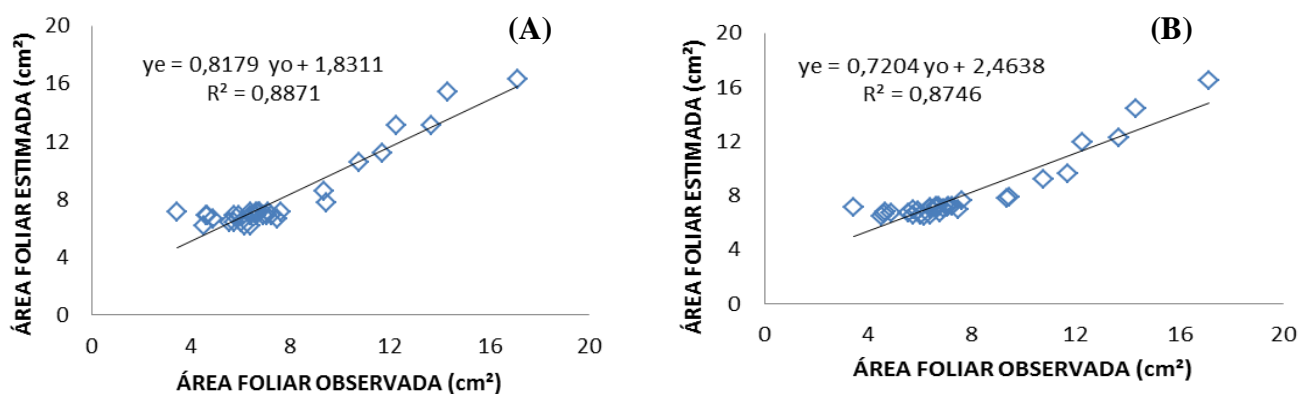 (A)
ye = 0,8179 yo + 1,8311
R² = 0,8871
ÁREA FOLIAR ESTIMADA (cm²)
20
16
12
8
4
0
0 4 8 12 16 20
ÁREA FOLIAR OBSERVADA (cm²)
(B)
ye = 0,7204 yo + 2,4638
R² = 0,8746
ÁREA FOLIAR ESTIMADA (cm²)
20
16
12
8
4
0
0 4 8 12 16 20
ÁREA FOLIAR OBSERVADA (cm²)